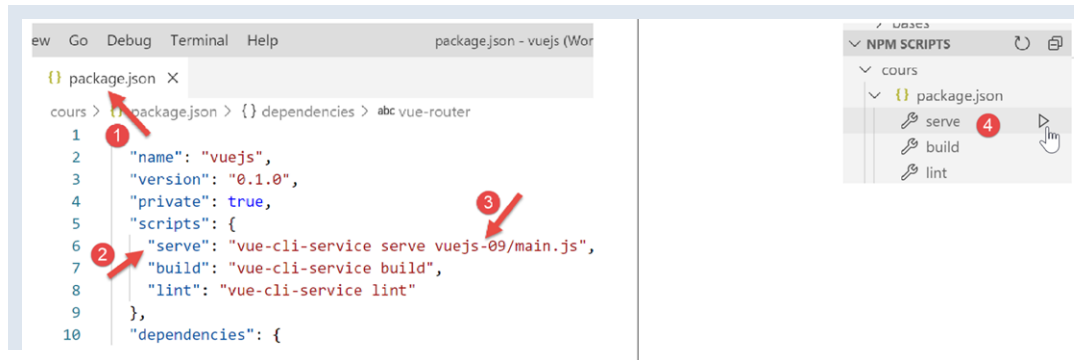 ew Go Debug Terminal Help package.json - vuejs (Wor
{} package.json ×
cours > {} package.json > {} dependencies > abc vue-router
1
1
2 "name": "vuejs",
3 "version": "0.1.0",
4 "private": true,
3
5 "scripts": {
6 "serve": "vue-cli-service serve vuejs-09/main.js",
2
7 "build": "vue-cli-service build",
8 "lint": "vue-cli-service lint"
9 },
10 "dependencies": {
> bases
NPM SCRIPTS
cours
{} package.json
serve 4
build
lint